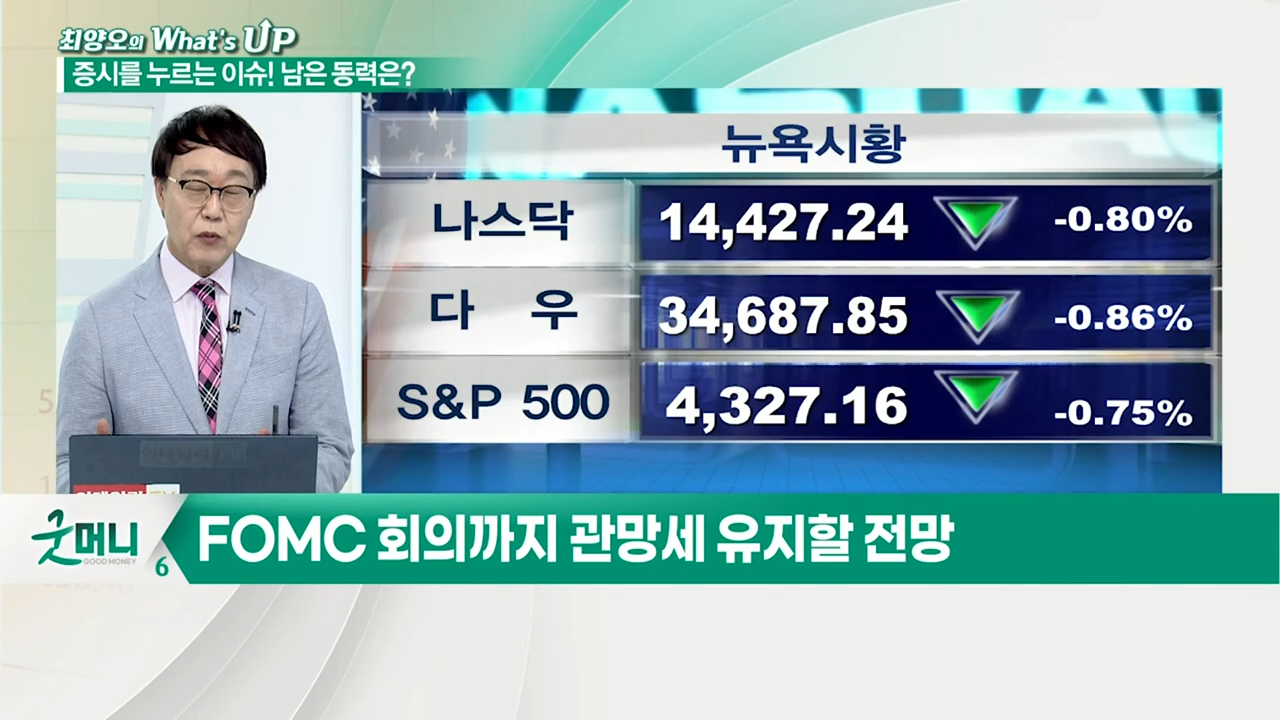 최양오의 What's UP
증시를 누르는 이슈! 남은 동력은?
뉴욕시황
나스닥 14,427.24 -0.80%
다 우 34,687.85 -0.86%
S&P 500 4,327.16 -0.75%
굿머니
GOOD MONEY
6
FOMC 회의까지 관망세 유지할 전망